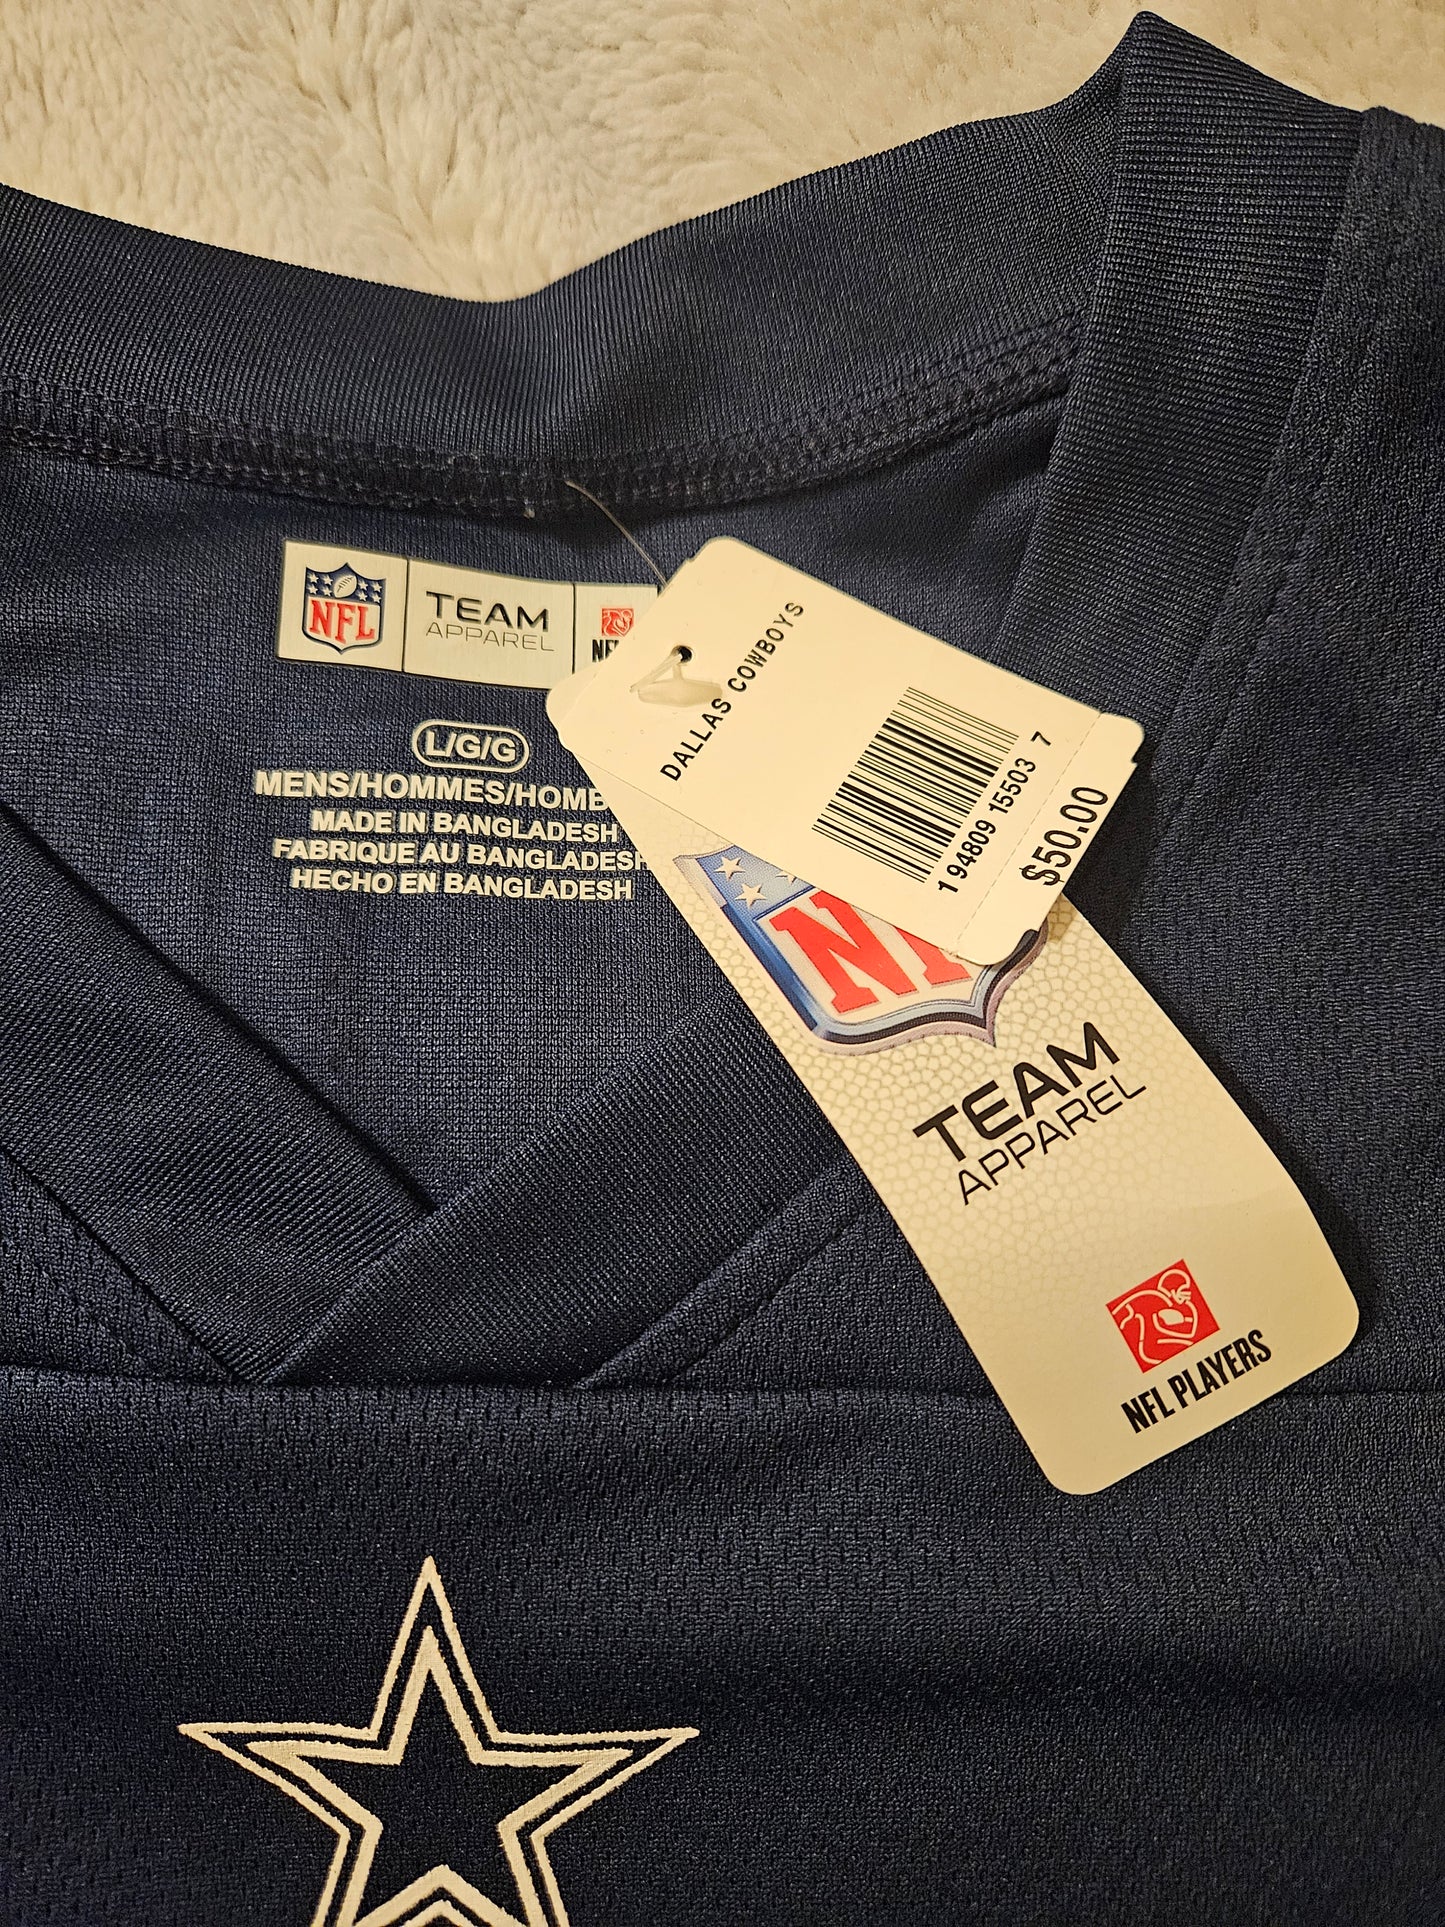 NFL
TEAM
APPAREL
L/G/G
MENS/HOMMES/HOMB
MADE IN BANGLADESH
FABRIQUE AU BANGLADESH
HECHO EN BANGLADESH
DALLAS COWBOYS
1 94809 15503 7
$50.00
TEAM
APPAREL
NFL PLAYERS